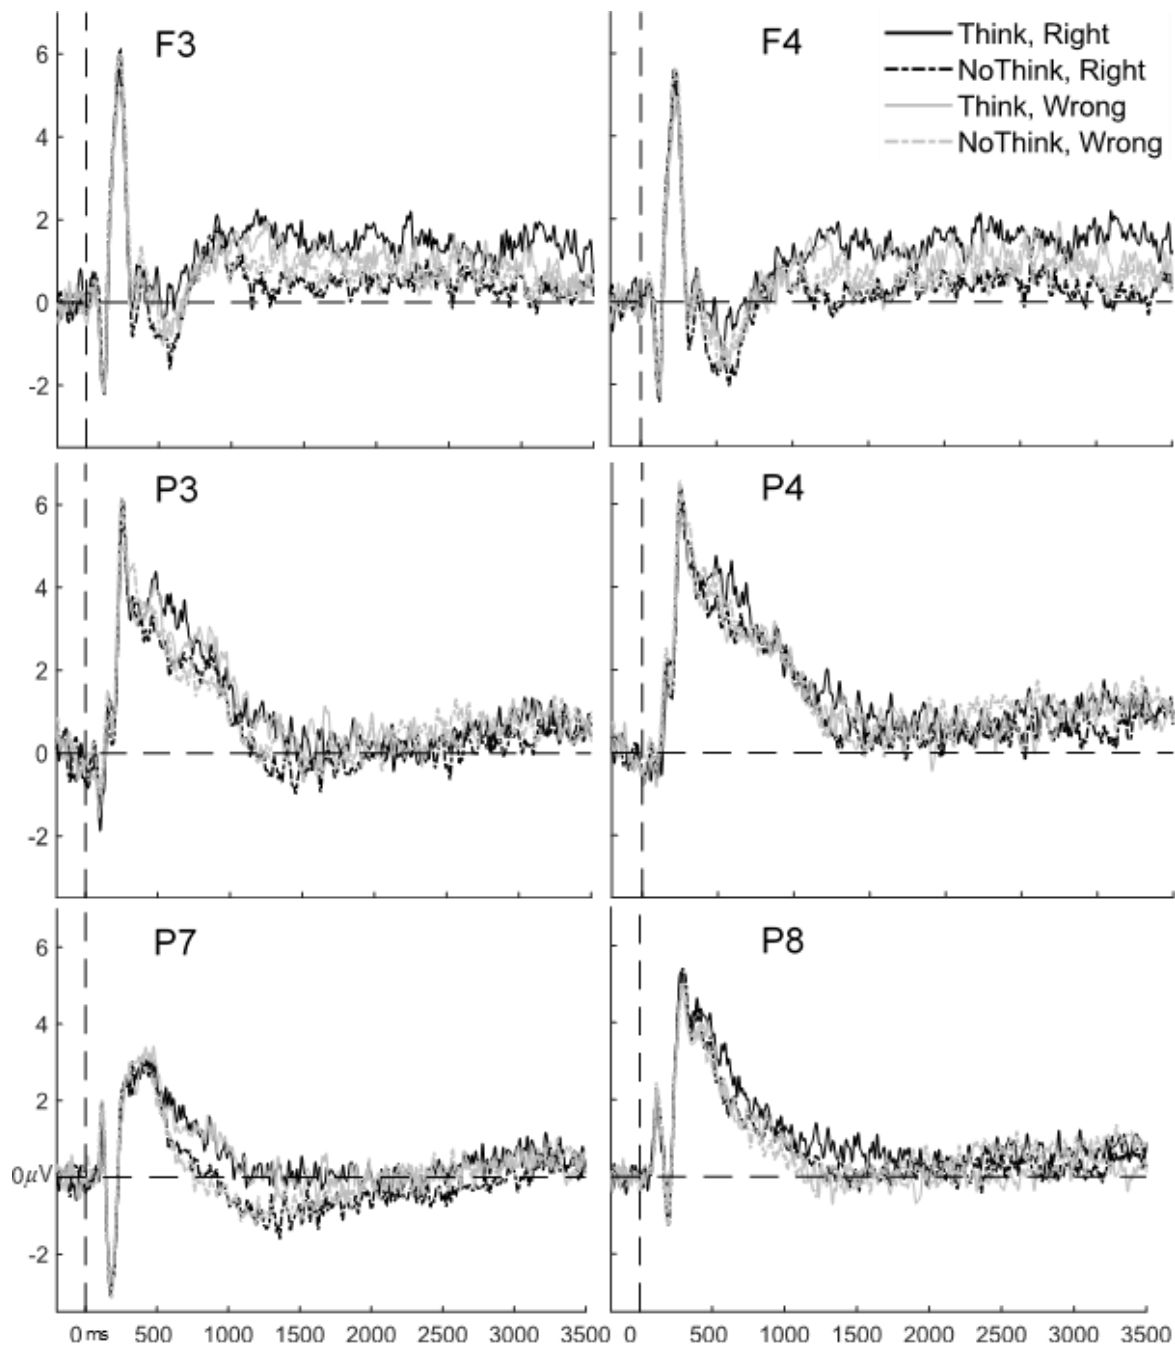 F3
F4
Think, Right
NoThink, Right
Think, Wrong
NoThink, Wrong
6
4
2
0
-2
P3
P4
6
4
2
0
-2
P7
P8
6
4
2
0μV
-2
0 ms 500 1000 1500 2000 2500 3000 3500
0 500 1000 1500 2000 2500 3000 3500